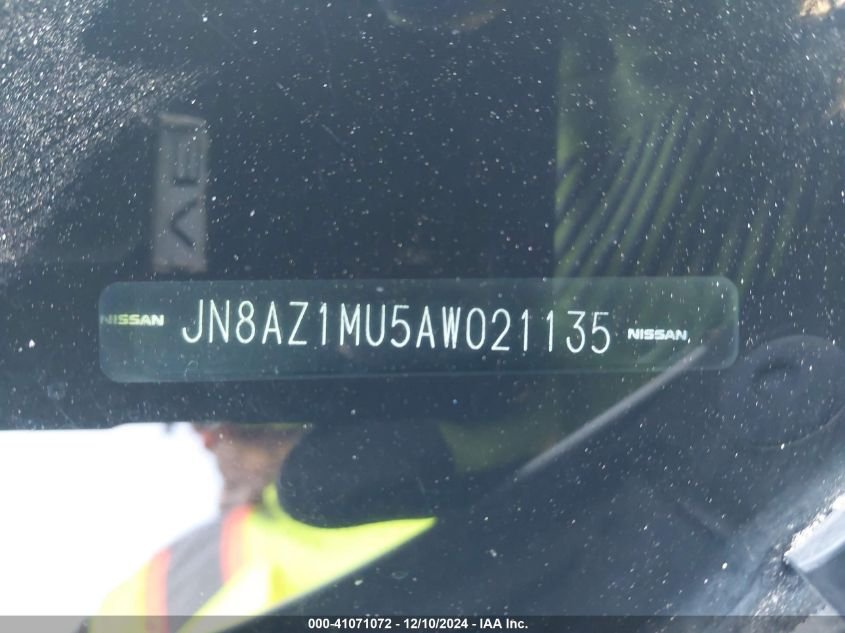 NISSAN JN8AZ1MU5AW021135 NISSAN
000-41071072 - 12/10/2024 - IAA Inc.